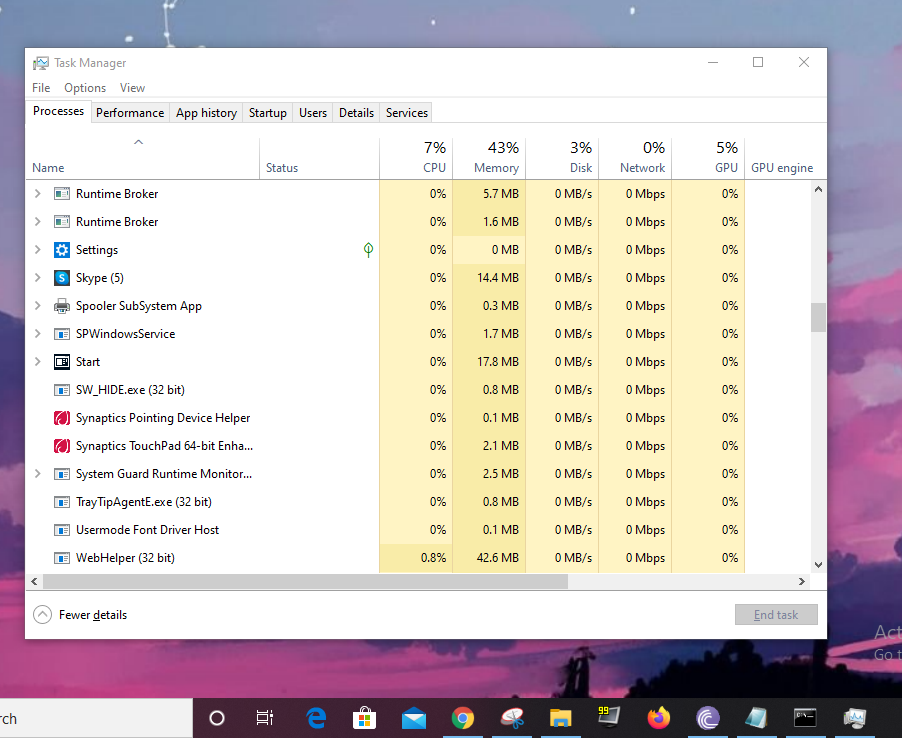 Task Manager
File Options View
Processes Performance App history Startup Users Details Services
7% 43% 3% 0% 5%
Name Status CPU Memory Disk Network GPU GPU engine
Runtime Broker 0% 5.7 MB 0 MB/s 0 Mbps 0%
Runtime Broker 0% 1.6 MB 0 MB/s 0 Mbps 0%
Settings 0% 0 MB 0 MB/s 0 Mbps 0%
Skype (5) 0% 14.4 MB 0 MB/s 0 Mbps 0%
Spooler SubSystem App 0% 0.3 MB 0 MB/s 0 Mbps 0%
SPWindowsService 0% 1.7 MB 0 MB/s 0 Mbps 0%
Start 0% 17.8 MB 0 MB/s 0 Mbps 0%
SW_HIDE.exe (32 bit) 0% 0.8 MB 0 MB/s 0 Mbps 0%
Synaptics Pointing Device Helper 0% 0.1 MB 0 MB/s 0 Mbps 0%
Synaptics TouchPad 64-bit Enha... 0% 2.1 MB 0 MB/s 0 Mbps 0%
System Guard Runtime Monitor... 0% 2.5 MB 0 MB/s 0 Mbps 0%
TrayTipAgentE.exe (32 bit) 0% 0.8 MB 0 MB/s 0 Mbps 0%
Usermode Font Driver Host 0% 0.1 MB 0 MB/s 0 Mbps 0%
WebHelper (32 bit) 0.8% 42.6 MB 0 MB/s 0 Mbps 0%
Fewer details End task
Act
Go t
rch 99